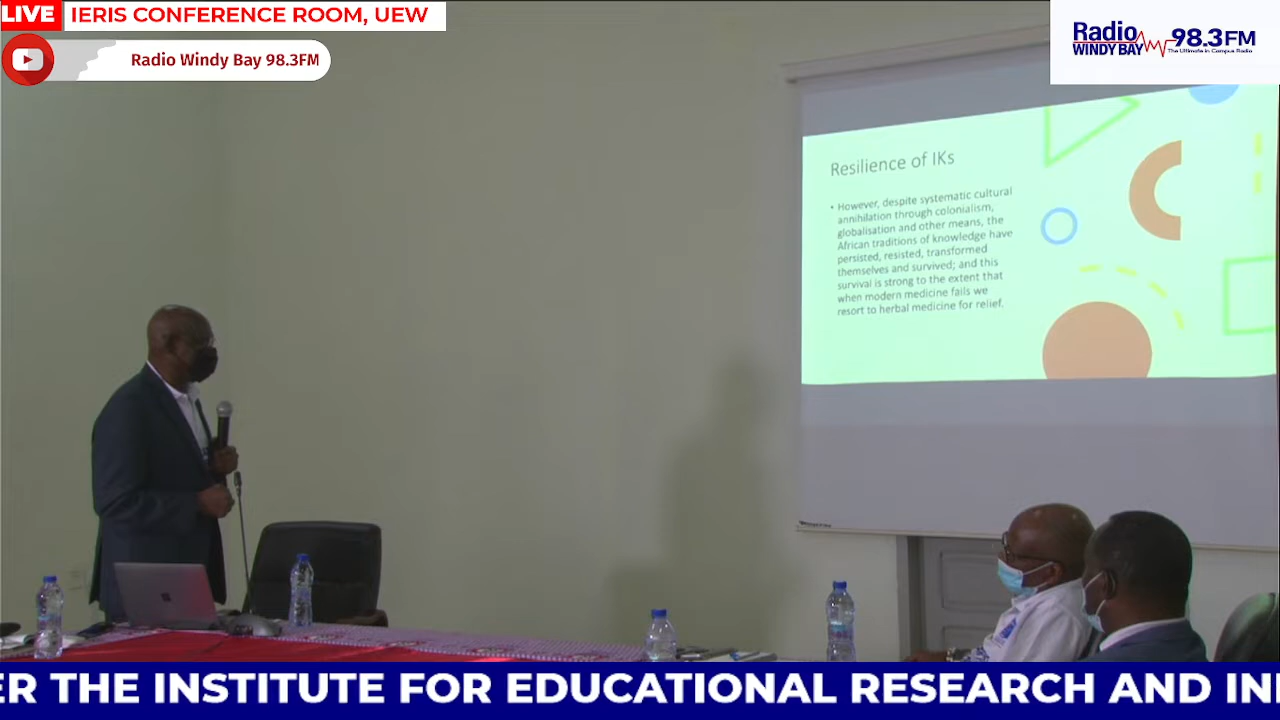 LIVE IERIS CONFERENCE ROOM, UEW
Radio Windy Bay 98.3FM
Radio
WINDY BAY 98.3FM
The Ultimate in Campus Radio
Resilience of IKs
• However, despite systematic cultural
annihilation through colonialism,
globalisation and other means, the
African traditions of knowledge have
persisted, resisted, transformed
themselves and survived; and this
survival is strong to the extent that
when modern medicine fails we
resort to herbal medicine for relief.
ER THE INSTITUTE FOR EDUCATIONAL RESEARCH AND IN